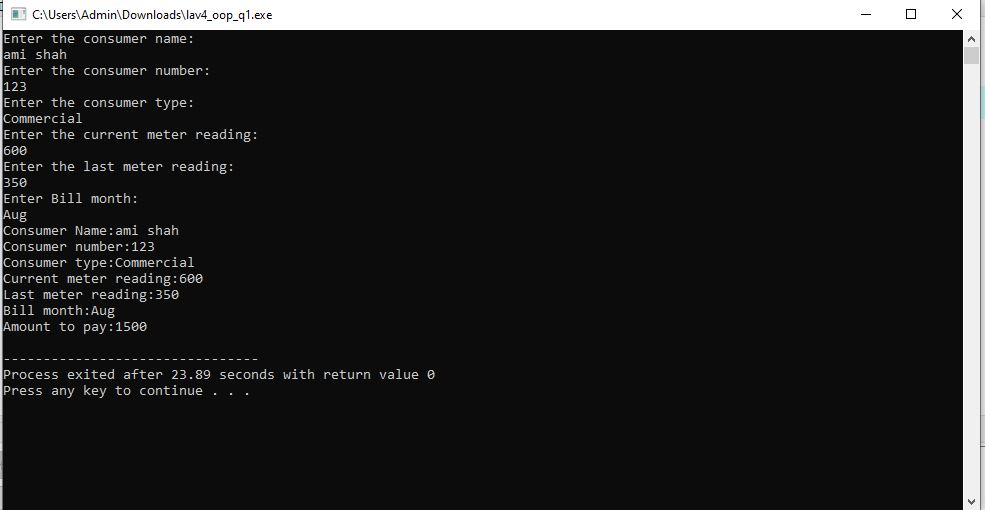 C:\Users\Admin\Downloads\lav4_oop_q1.exe
Enter the consumer name:
ami shah
Enter the consumer number:
123
Enter the consumer type:
Commercial
Enter the current meter reading:
600
Enter the last meter reading:
350
Enter Bill month:
Aug
Consumer Name:ami shah
Consumer number:123
Consumer type:Commercial
Current meter reading:600
Last meter reading:350
Bill month:Aug
Amount to pay:1500
--------------------------------
Process exited after 23.89 seconds with return value 0
Press any key to continue . . .